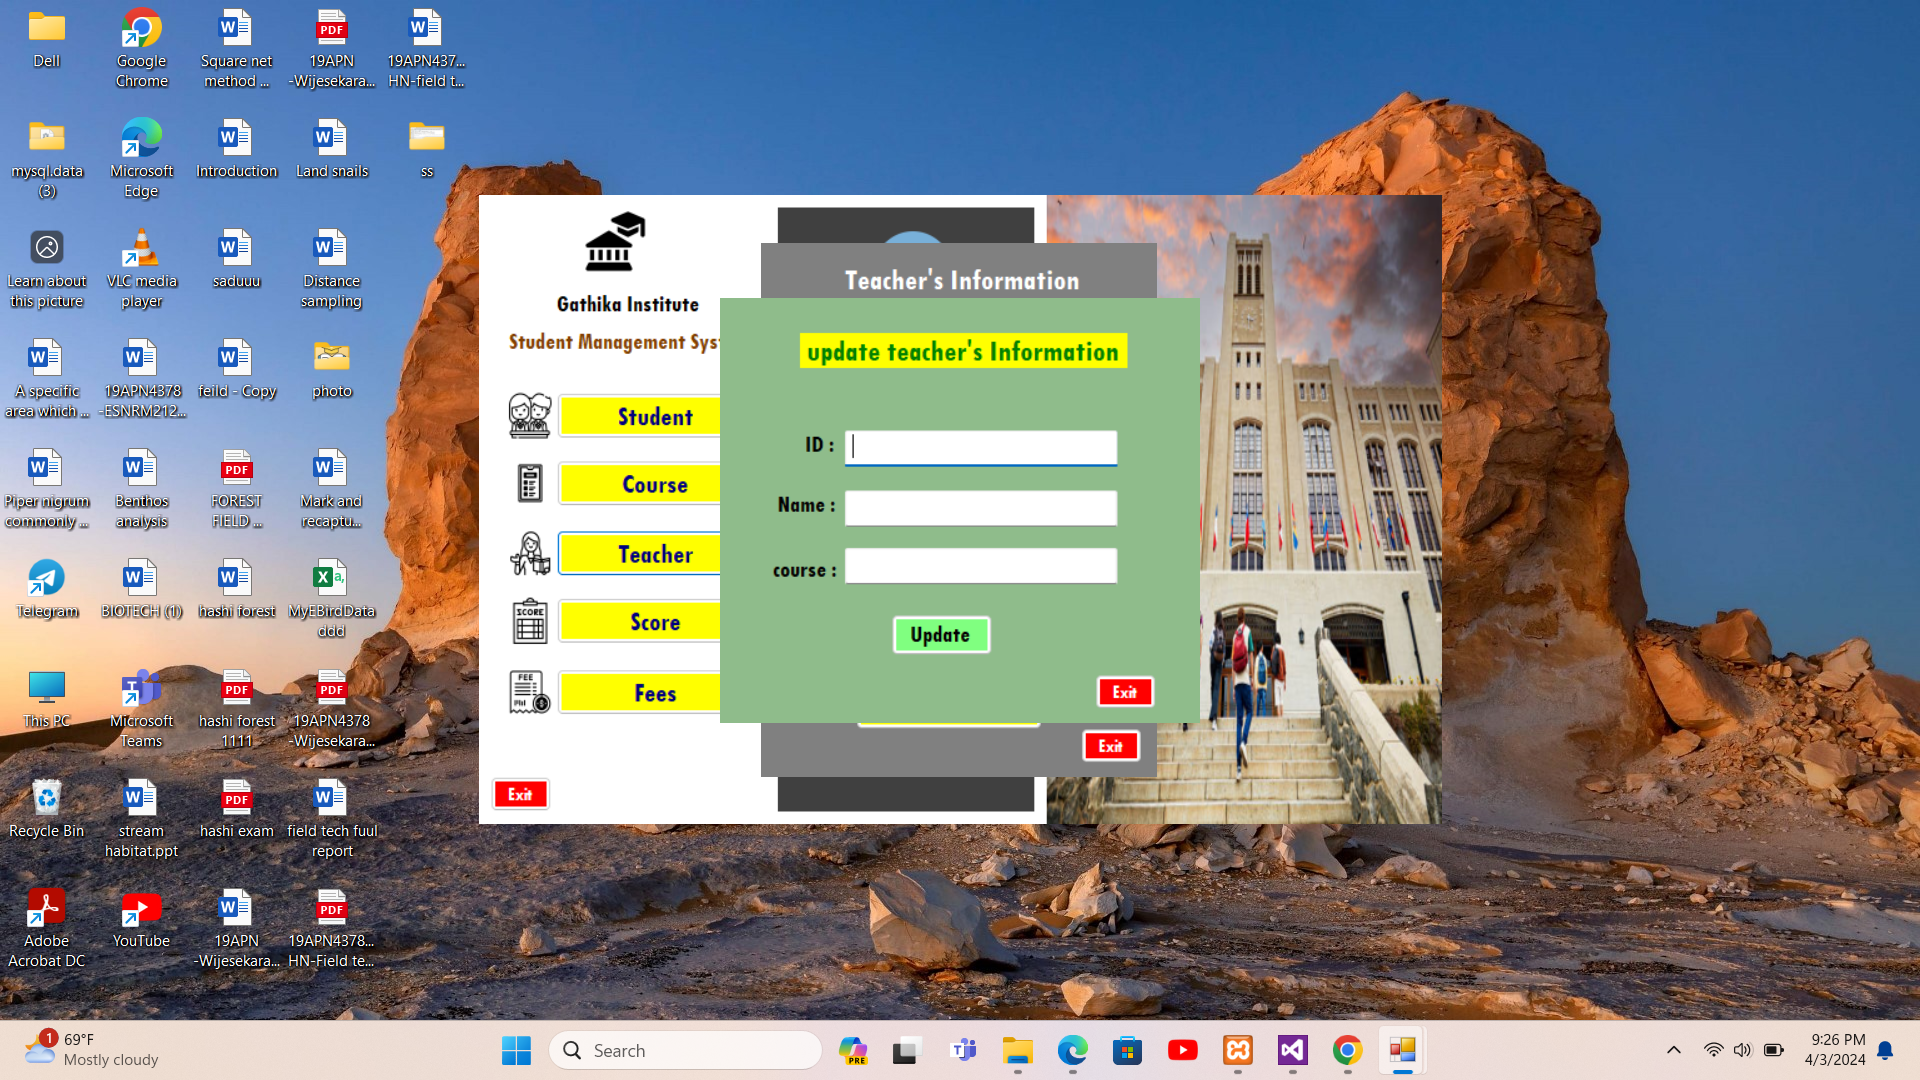 Dell
Google
Chrome
Square net
method ...
19APN
-Wijesekara...
19APN437...
HN-field t...
mysql.data
(3)
Microsoft
Edge
Introduction
Land snails
ss
Learn about
this picture
VLC media
player
saduuu
Distance
sampling
A specific
area which ...
19APN4378
-ESNRM212...
feild - Copy
photo
Piper nigrum
commonly ...
Benthos
analysis
FOREST
FIELD ...
Mark and
recaptu...
Telegram
BIOTECH (1)
hashi forest
MyEBirdData
ddd
This PC
Microsoft
Teams
hashi forest
1111
19APN4378
-Wijesekara...
Recycle Bin
stream
habitat.ppt
hashi exam
field tech fuul
report
Adobe
Acrobat DC
YouTube
19APN
-Wijesekara...
19APN4378...
HN-Field te...
Gathika Institute
Student Management Syst
Student
Course
Teacher
SCORE
Score
FEE
Fees
Exit
Teacher's Information
update teacher's Information
ID :
Name :
course :
Update
Exit
Exit
1
69°F
Mostly cloudy
Search
PRE
9:26 PM
4/3/2024